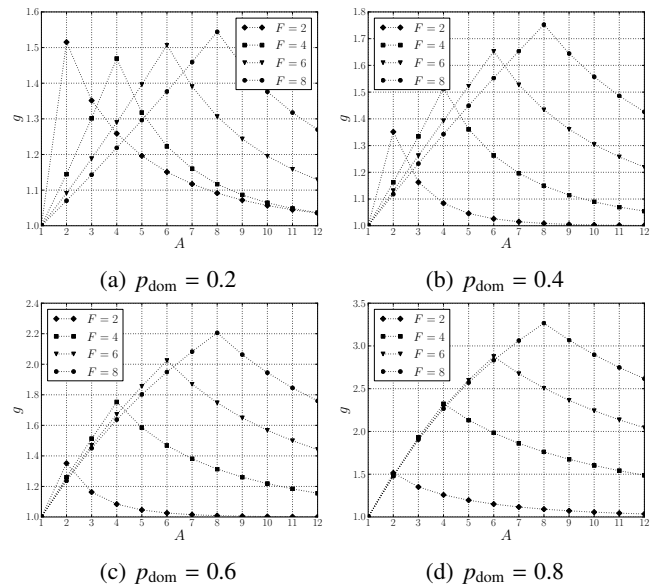 1.6
1.5
1.4
1.3
1.2
1.1
1.0
g
1 2 3 4 5 6 7 8 9 10 11 12
A
F = 2
F = 4
F = 6
F = 8
(a) p_dom = 0.2
1.8
1.7
1.6
1.5
1.4
1.3
1.2
1.1
1.0
g
1 2 3 4 5 6 7 8 9 10 11 12
A
F = 2
F = 4
F = 6
F = 8
(b) p_dom = 0.4
2.4
2.2
2.0
1.8
1.6
1.4
1.2
1.0
g
1 2 3 4 5 6 7 8 9 10 11 12
A
F = 2
F = 4
F = 6
F = 8
(c) p_dom = 0.6
3.5
3.0
2.5
2.0
1.5
1.0
g
1 2 3 4 5 6 7 8 9 10 11 12
A
F = 2
F = 4
F = 6
F = 8
(d) p_dom = 0.8